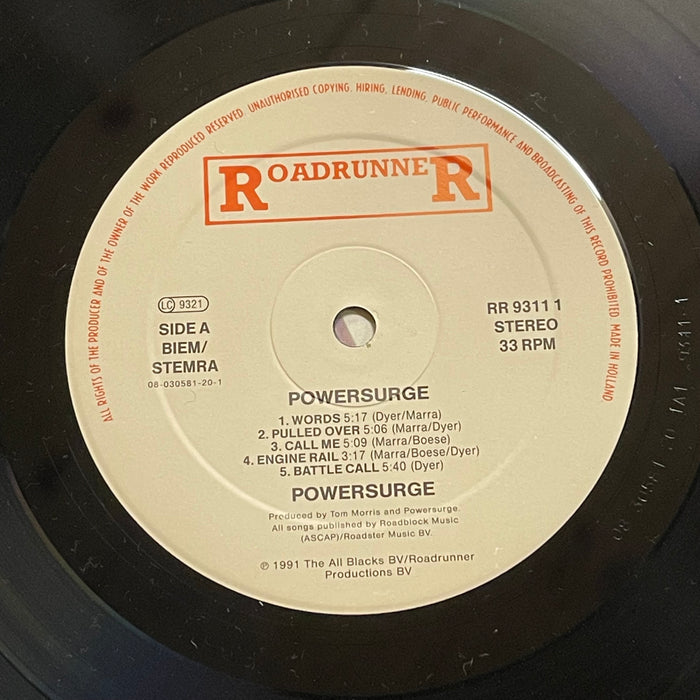 ALL RIGHTS OF THE PRODUCER AND OF THE OWNER OF THE WORK REPRODUCED RESERVED. UNAUTHORISED COPYING, HIRING, LENDING, PUBLIC PERFORMANCE AND BROADCASTING OF THIS RECORD PROHIBITED. MADE IN HOLLAND
ROADRUNNER
LC 9321
SIDE A
BIEM/
STEMRA
08-030581-20-1
RR 9311 1
STEREO
33 RPM
POWERSURGE
1. WORDS 5:17 (Dyer/Marra)
2. PULLED OVER 5:06 (Marra/Dyer)
3. CALL ME 5:09 (Marra/Boese)
4. ENGINE RAIL 3:17 (Marra/Boese/Dyer)
5. BATTLE CALL 5:40 (Dyer)
POWERSURGE
Produced by Tom Morris and Powersurge.
All songs published by Roadblock Music
(ASCAP)/Roadster Music BV.
℗ 1991 The All Blacks BV/Roadrunner
Productions BV